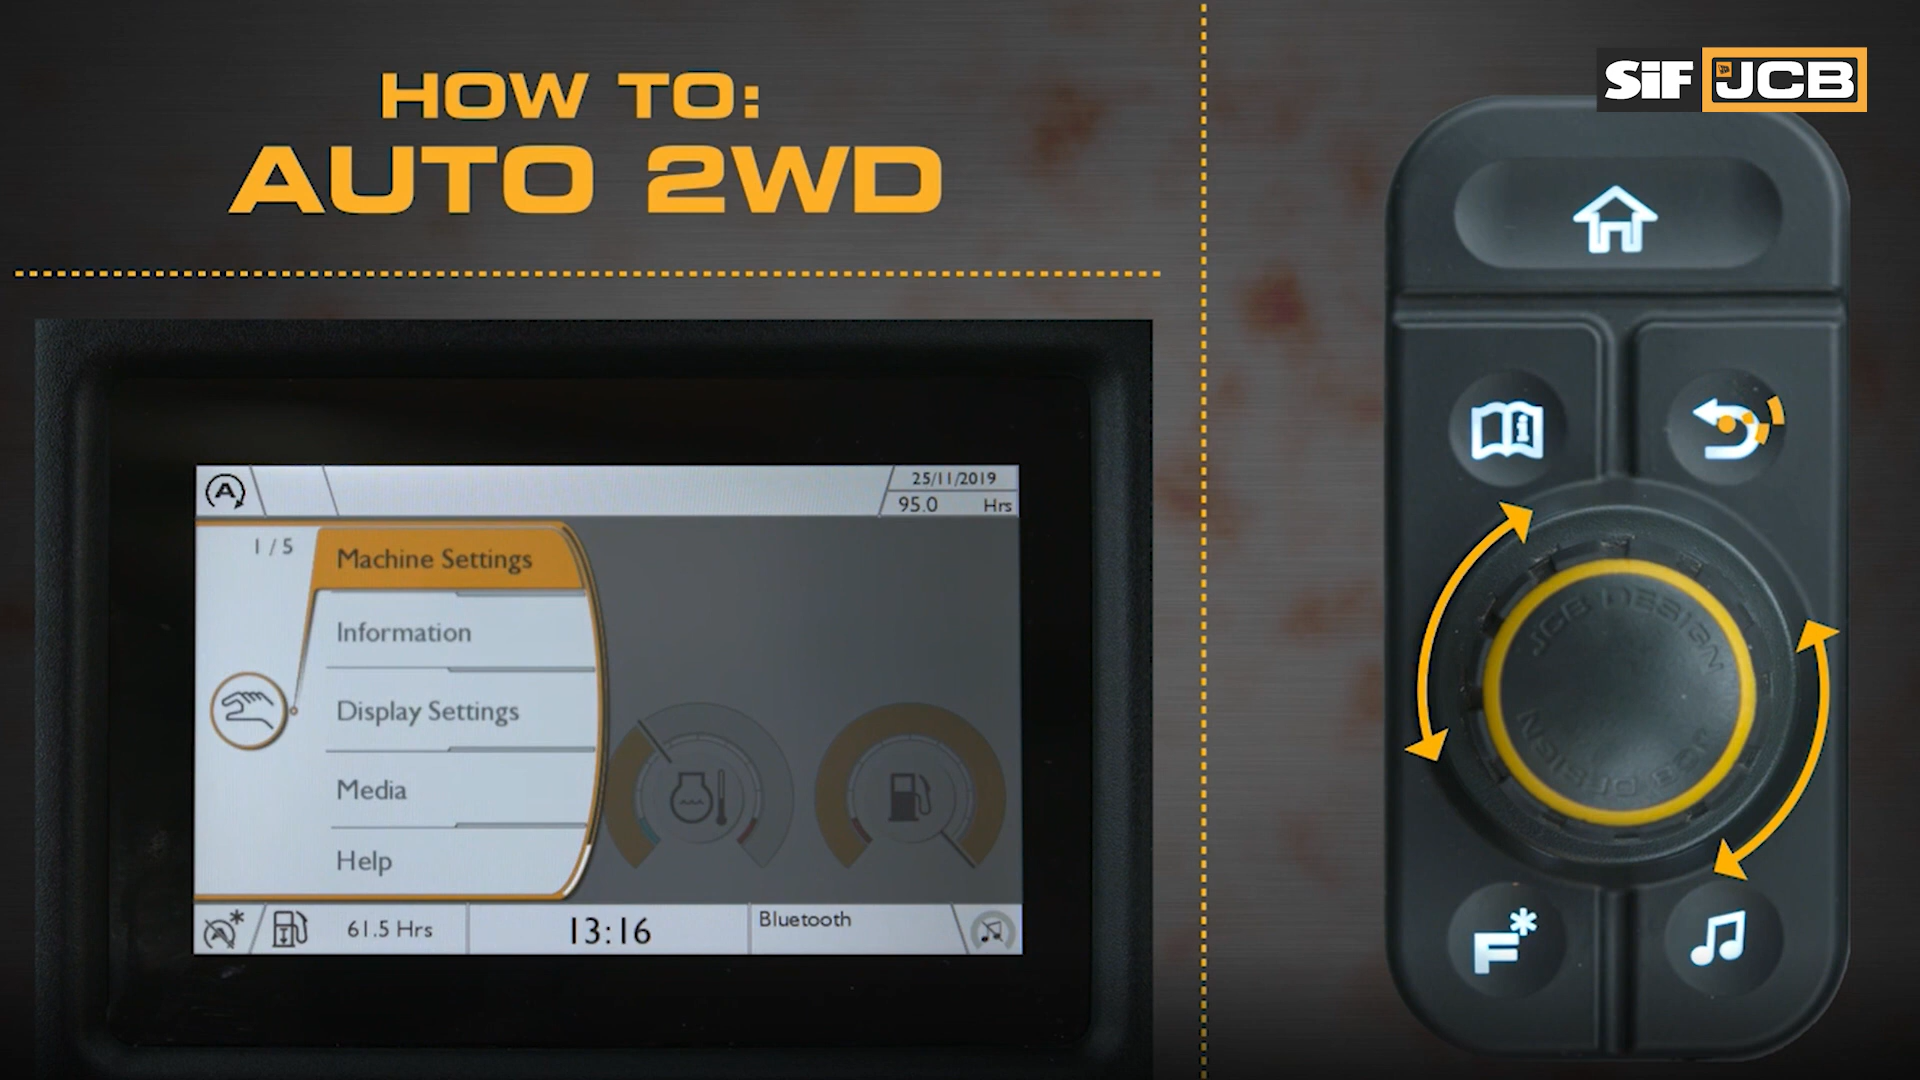 HOW TO:
AUTO 2WD
SiF JCB
A
25/11/2019
95.0 Hrs
1 / 5
Machine Settings
Information
Display Settings
Media
Help
61.5 Hrs
13:16
Bluetooth
i
JCB DESIGN
JCB DESIGN
F*